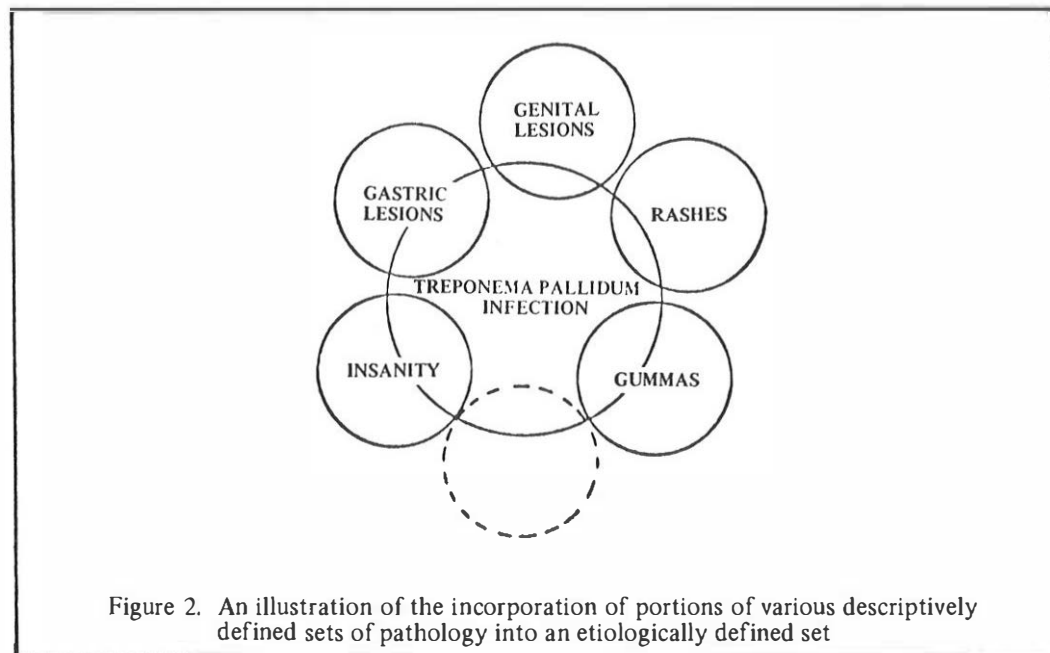 GENITAL
LESIONS
GASTRIC
LESIONS
RASHES
TREPONEMA PALLIDUM
INFECTION
INSANITY
GUMMAS
Figure 2. An illustration of the incorporation of portions of various descriptively
defined sets of pathology into an etiologically defined set